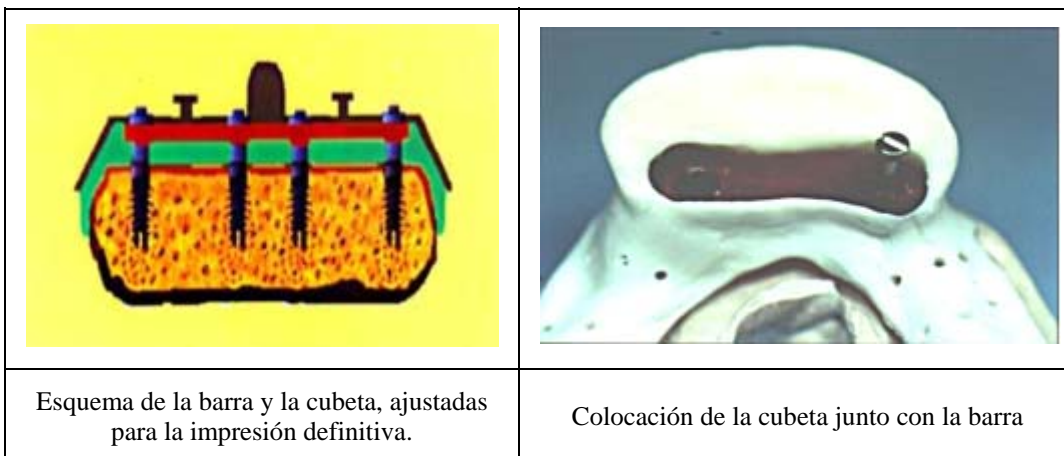 Esquema de la barra y la cubeta, ajustadas
para la impresión definitiva.
Colocación de la cubeta junto con la barra